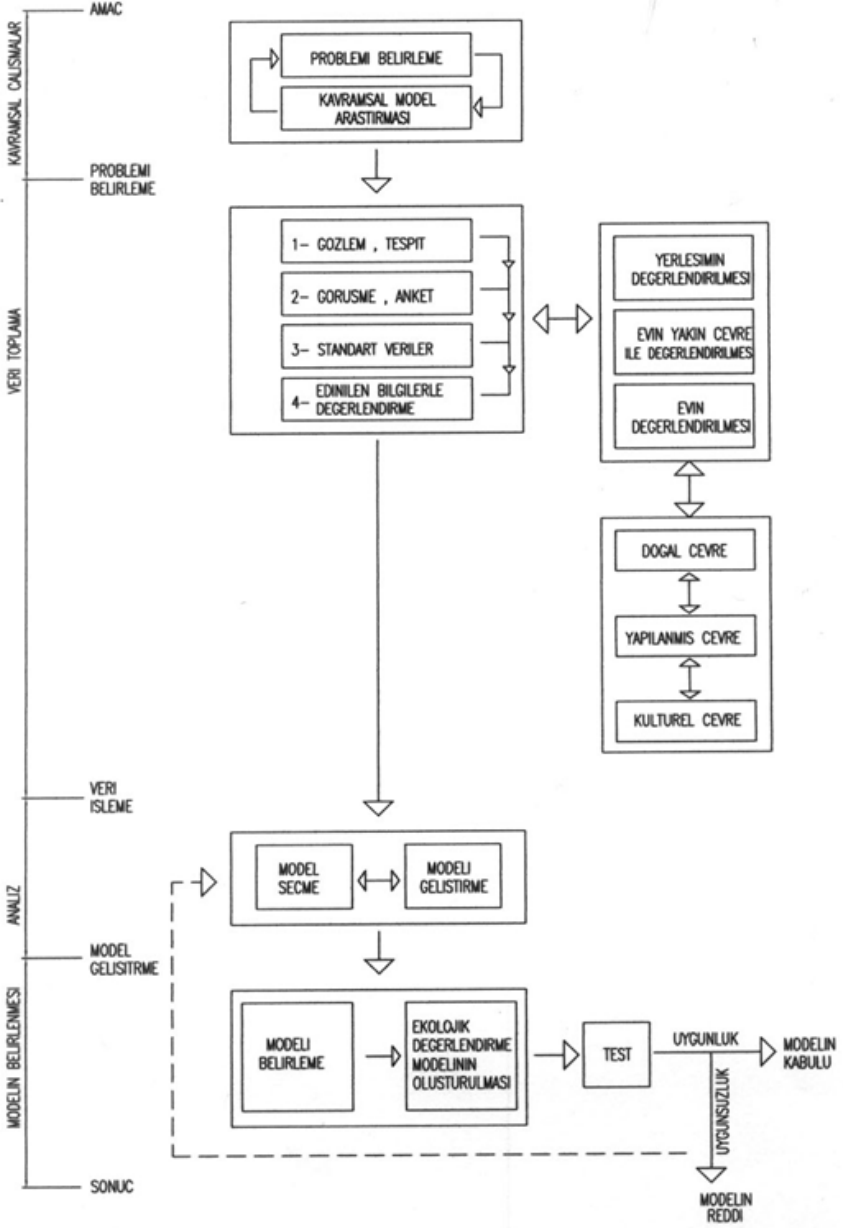 AMAC
KAVRAMSAL CALISMALAR
PROBLEMI BELIRLEME
KAVRAMSAL MODEL
ARASTIRMASI
PROBLEMI
BELIRLEME
VERI TOPLAMA
1- GOZLEM , TESPIT
2- GORUSME , ANKET
3- STANDART VERILER
4- EDINILEN BILGILERLE
DEGERLENDIRME
YERLESIMIN
DEGERLENDIRILMESI
EVIN YAKIN CEVRE
ILE DEGERLENDIRILMES
EVIN
DEGERLENDIRILMESI
DOGAL CEVRE
YAPILANMIS CEVRE
KULTUREL CEVRE
VERI
ISLEME
ANALIZ
MODEL
SECME
MODELI
GELISTIRME
MODEL
GELISITRME
MODELIN BELIRLENMESI
MODELI
BELIRLEME
EKOLOJIK
DEGERLENDIRME
MODELININ
OLUSTURULMASI
TEST
UYGUNLUK
MODELIN
KABULU
UYGUNSUZLUK
MODELIN
REDDI
SONUC